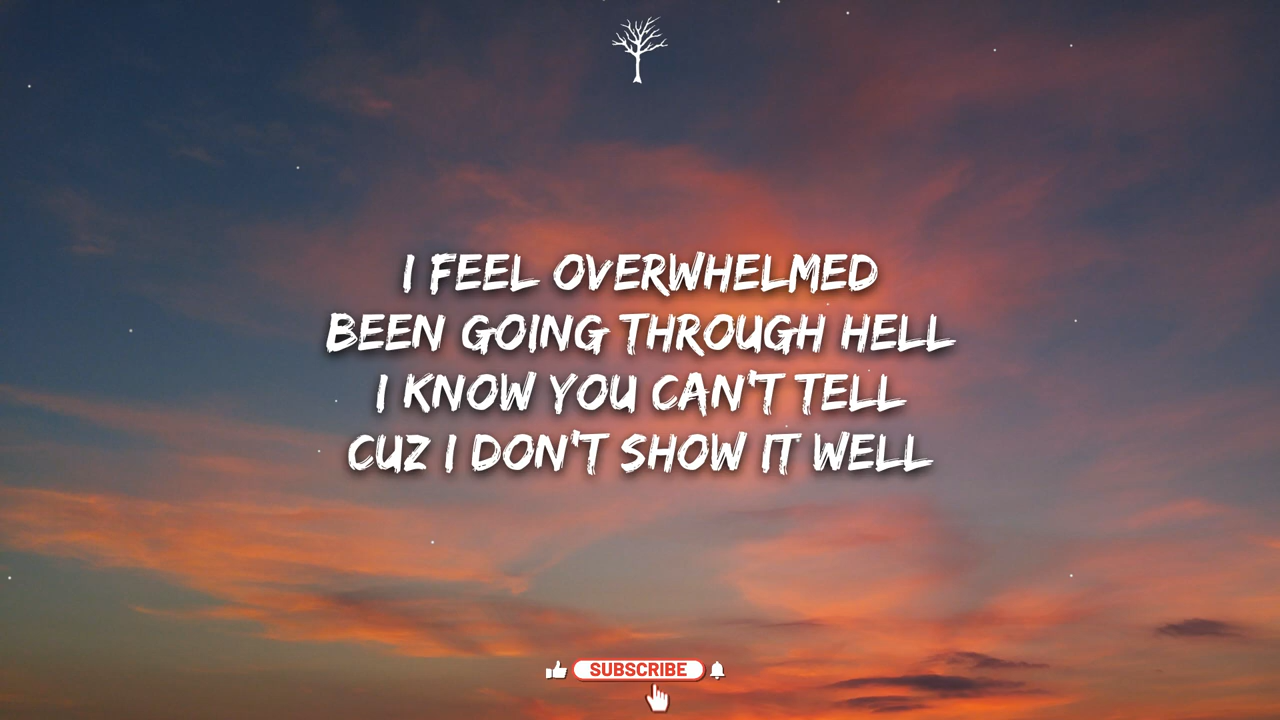 I FEEL OVERWHELMED
BEEN GOING THROUGH HELL
I KNOW YOU CAN'T TELL
CUZ I DON'T SHOW IT WELL
SUBSCRIBE